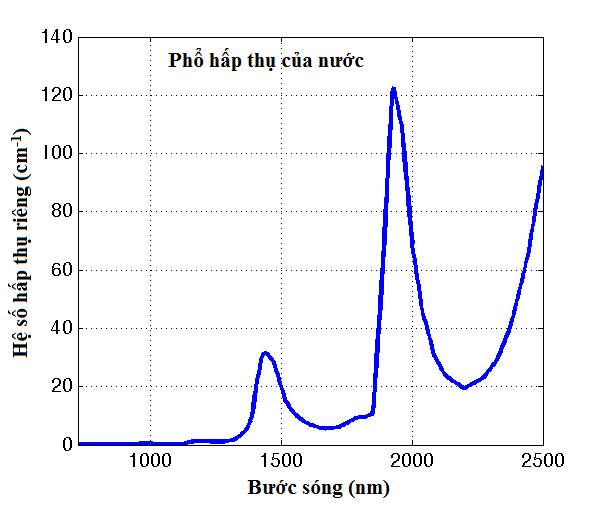 Phổ hấp thụ của nước
Hệ số hấp thụ riêng (cm⁻¹)
140
120
100
80
60
40
20
0
1000 1500 2000 2500
Bước sóng (nm)